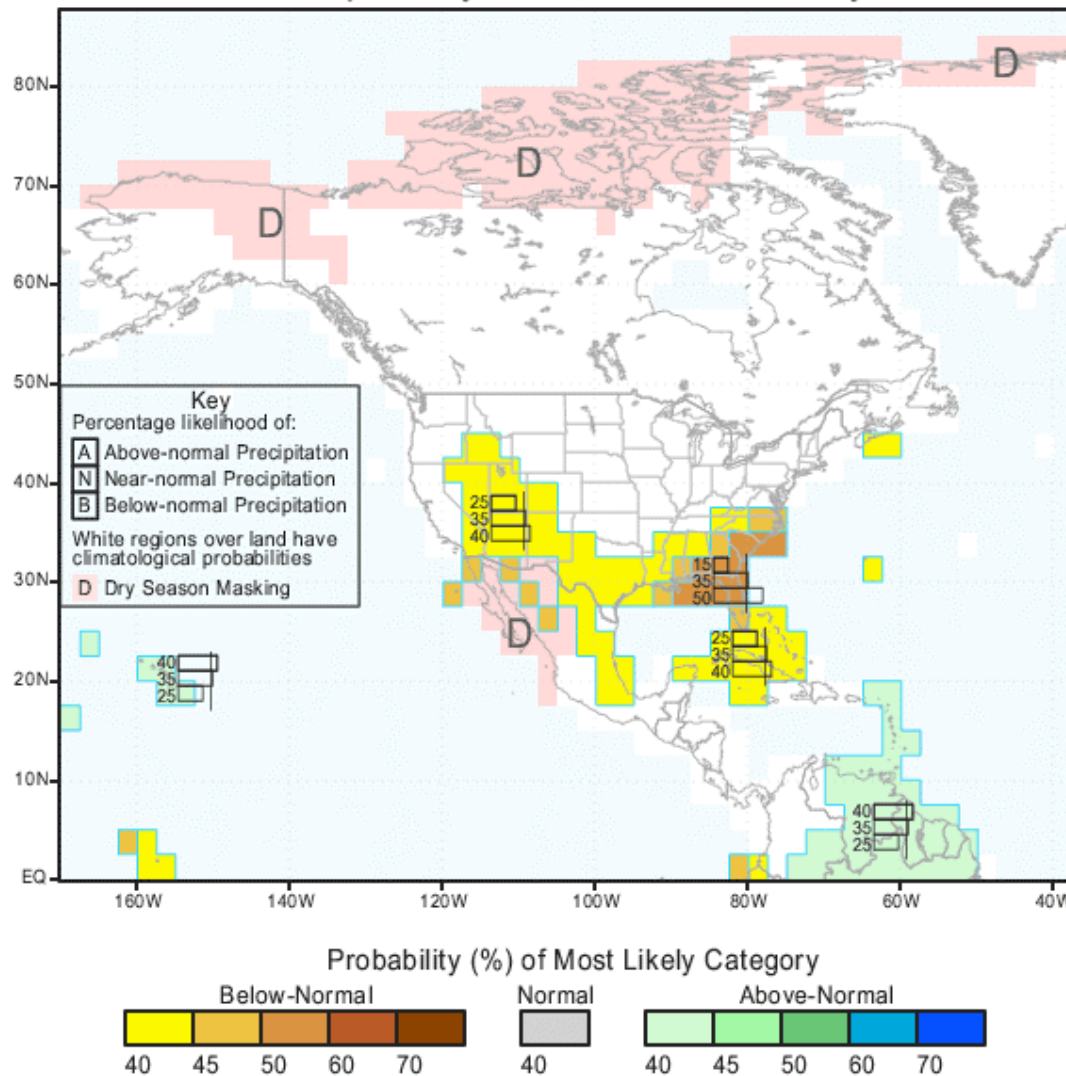 80N
D
D
70N
D
60N
50N
Key
Percentage likelihood of:
A Above-normal Precipitation
N Near-normal Precipitation
B Below-normal Precipitation
White regions over land have
climatological probabilities
D Dry Season Masking
40N
25
35
40
30N
15
35
50
D
25
35
40
20N
40
35
25
10N
40
35
25
EQ
160W 140W 120W 100W 80W 60W 40W
Probability (%) of Most Likely Category
Below-Normal Normal Above-Normal
40 45 50 60 70 40 40 45 50 60 70